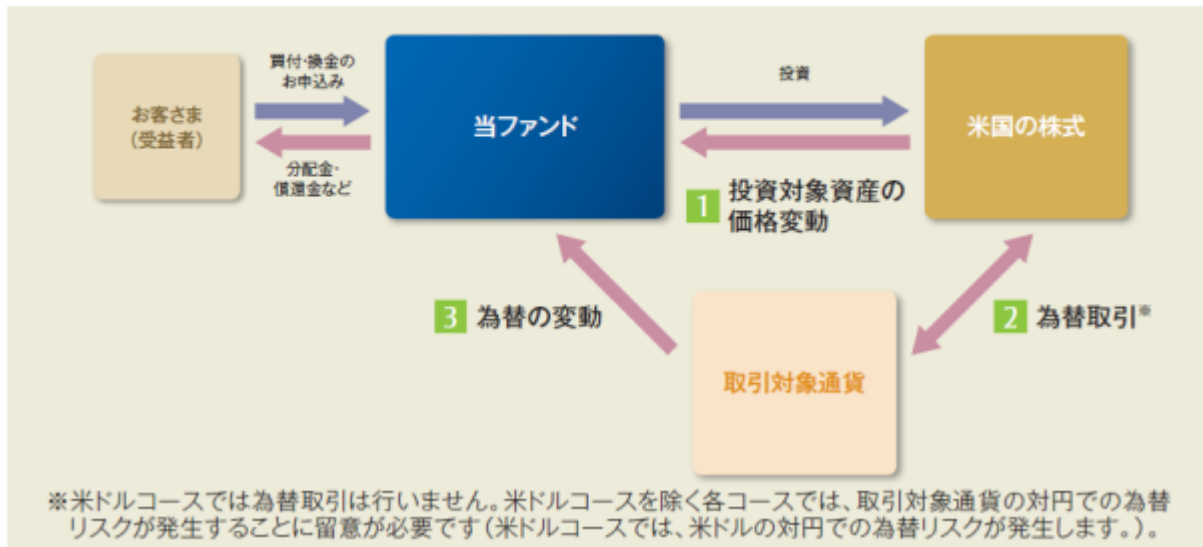 買付・換金の
お申込み
お客さま
(受益者)
分配金・
償還金など
当ファンド
投資
米国の株式
1 投資対象資産の
価格変動
3 為替の変動
2 為替取引※
取引対象通貨
※米ドルコースでは為替取引は行いません。米ドルコースを除く各コースでは、取引対象通貨の対円での為替
リスクが発生することに留意が必要です(米ドルコースでは、米ドルの対円での為替リスクが発生します。)。